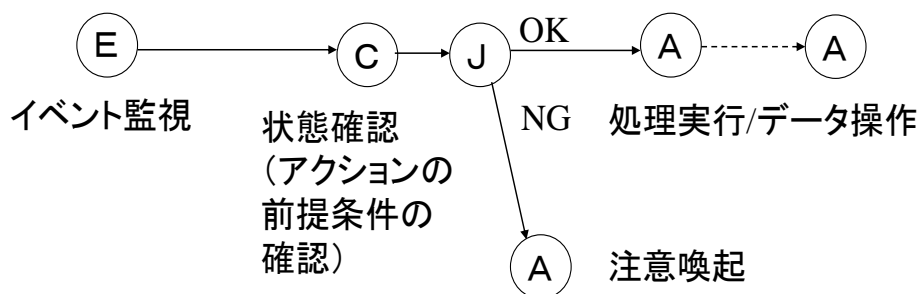 E
C
J
OK
A
A
イベント監視
状態確認
（アクションの
前提条件の
確認）
NG
処理実行/データ操作
A
注意喚起